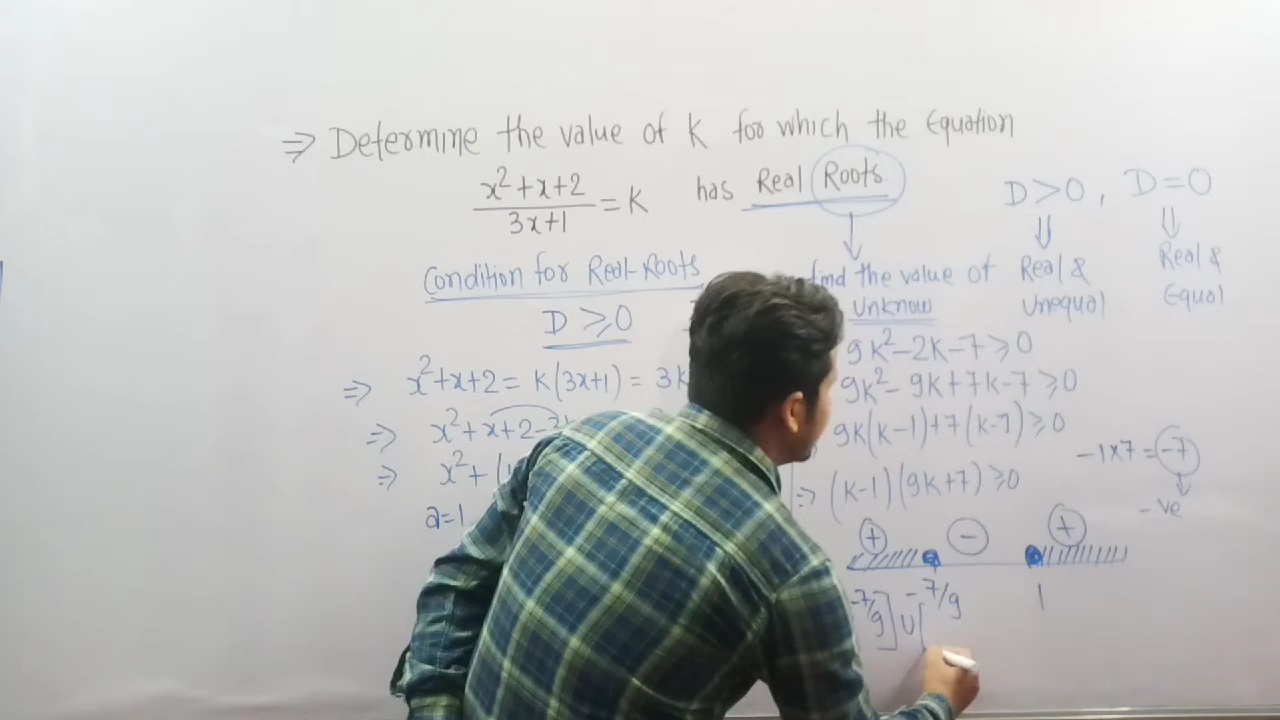 ⇒ Determine the value of K for which the Equation
x²+x+2 / 3x+1 = K has Real Roots.
D>0, D=0
Condition for Real-Roots
D ≥ 0
find the value of
Unknow
Real &
Unequal
Real &
Equal
⇒ x²+x+2 = K(3x+1) = 3K
⇒ x²+x+2-3
⇒ x²+(1
a=1
9K²-2K-7 ≥ 0
9K²-9K+7K-7 ≥ 0
9K(K-1)+7(K-1) ≥ 0
⇒ (K-1)(9K+7) ≥ 0
-1x7 = -7
-ve
+ - +
-7/9 1
-7/9] U [